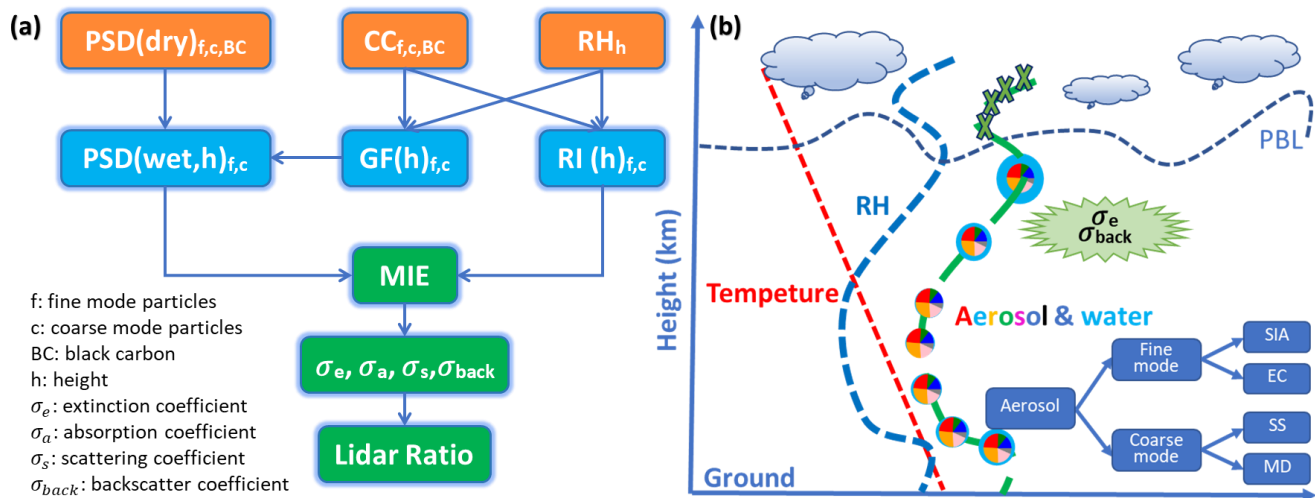 (a)
PSD(dry)f,c,BC
CCf,c,BC
RHh
PSD(wet,h)f,c
GF(h)f,c
RI (h)f,c
MIE
σe, σa, σs,σback
Lidar Ratio
f: fine mode particles
c: coarse mode particles
BC: black carbon
h: height
σe: extinction coefficient
σa: absorption coefficient
σs: scattering coefficient
σback: backscatter coefficient
(b)
Height (km)
PBL
RH
σe
σback
Tempeture
Aerosol & water
Aerosol
Fine
mode
Coarse
mode
SIA
EC
SS
MD
Ground